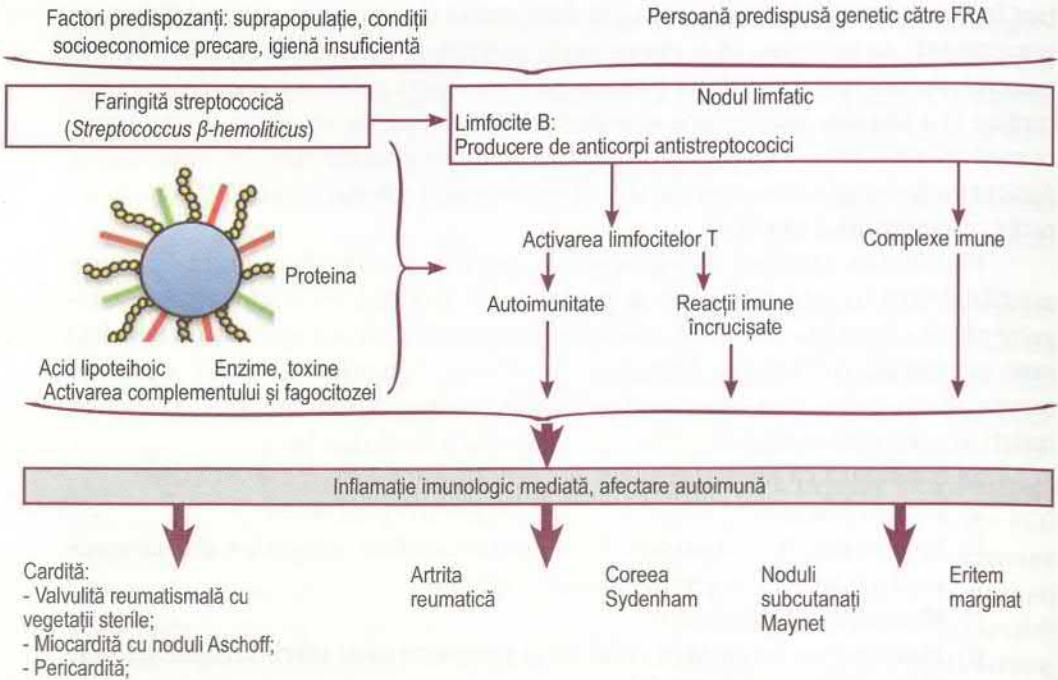 Factori predispozanți: suprapopulație, condiții
socioeconomice precare, igienă insuficientă
Persoană predispusă genetic către FRA
Faringită streptococică
(Streptococcus β-hemoliticus)
Nodul limfatic
Limfocite B:
Producere de anticorpi antistreptococici
Proteina
Acid lipoteihoic
Enzime, toxine
Activarea complementului și fagocitozei
Activarea limfocitelor T
Complexe imune
Autoimunitate
Reacții imune
încrucișate
Inflamație imunologic mediată, afectare autoimună
Cardită:
- Valvulită reumatismală cu
vegetații sterile;
- Miocardită cu noduli Aschoff;
- Pericardită;
Artrita
reumatică
Coreea
Sydenham
Noduli
subcutanați
Maynet
Eritem
marginat